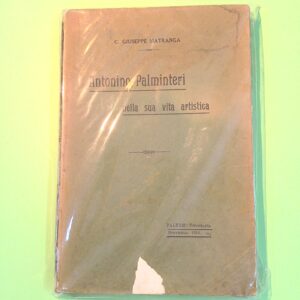 C. GIUSEPPE MATRANGA
Antonino Palminteri
nella sua vita artistica
PALERMO